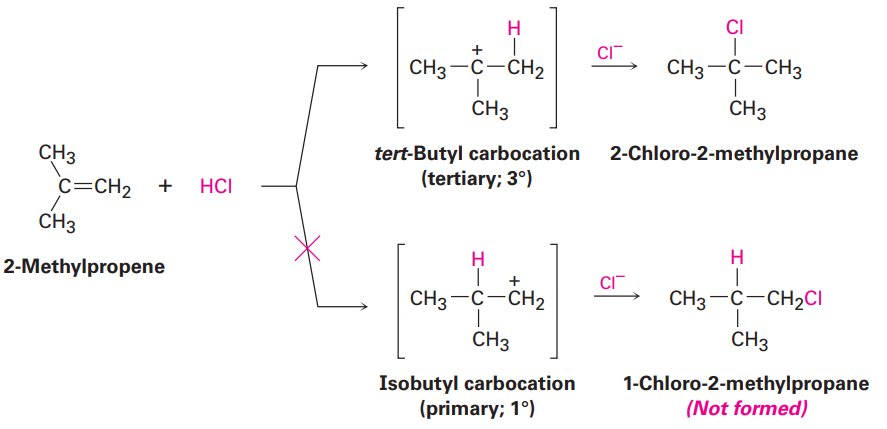 H
CH3—C+—CH2
CH3
Cl–
Cl
CH3—C—CH3
CH3
tert-Butyl carbocation
(tertiary; 3°)
2-Chloro-2-methylpropane
CH3
C=CH2 + HCl
CH3
2-Methylpropene
H
CH3—C—CH2+
CH3
Cl–
H
CH3—C—CH2Cl
CH3
Isobutyl carbocation
(primary; 1°)
1-Chloro-2-methylpropane
(Not formed)